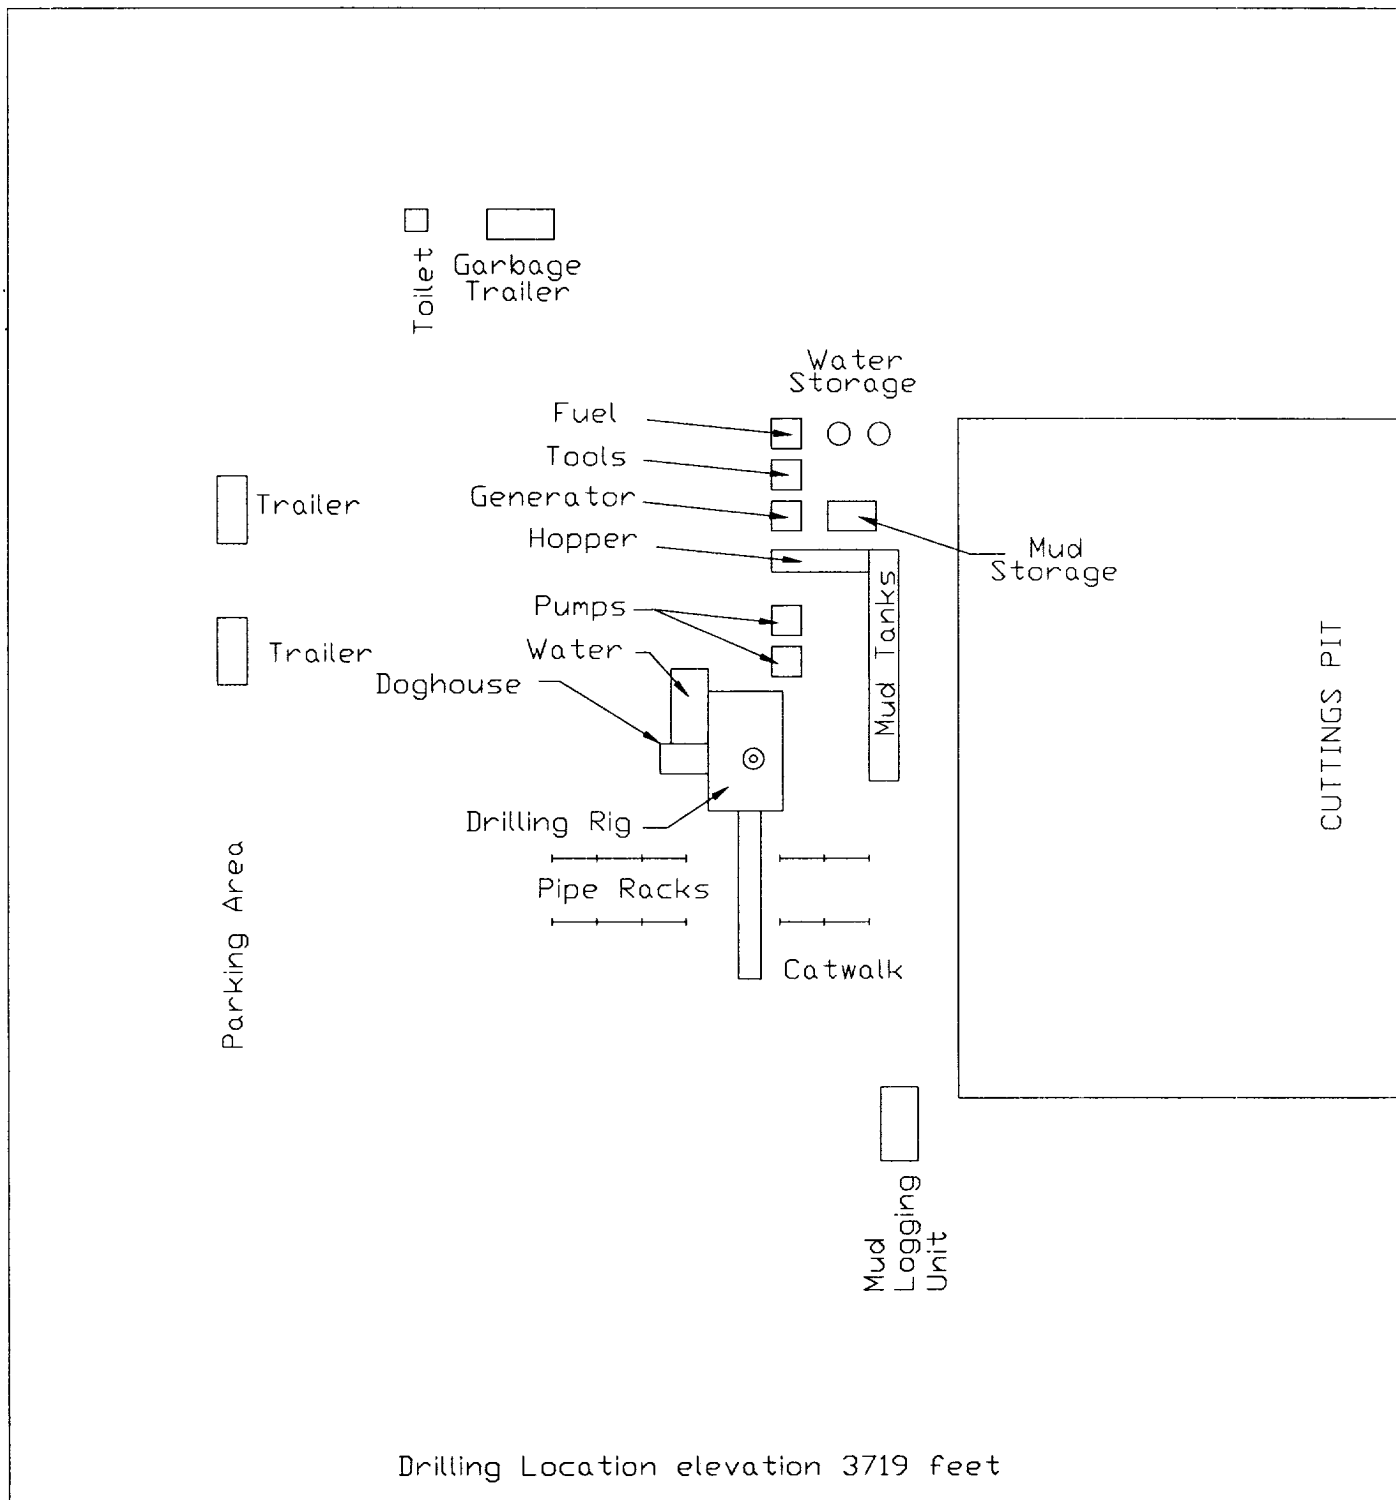 Toilet
Garbage
Trailer
Water
Storage
Fuel
Tools
Generator
Hopper
Mud
Storage
Trailer
Mud Tanks
Pumps
Water
Trailer
Doghouse
CUTTINGS PIT
Drilling Rig
Pipe Racks
Parking Area
Catwalk
Mud
Logging
Unit
Drilling Location elevation 3719 feet